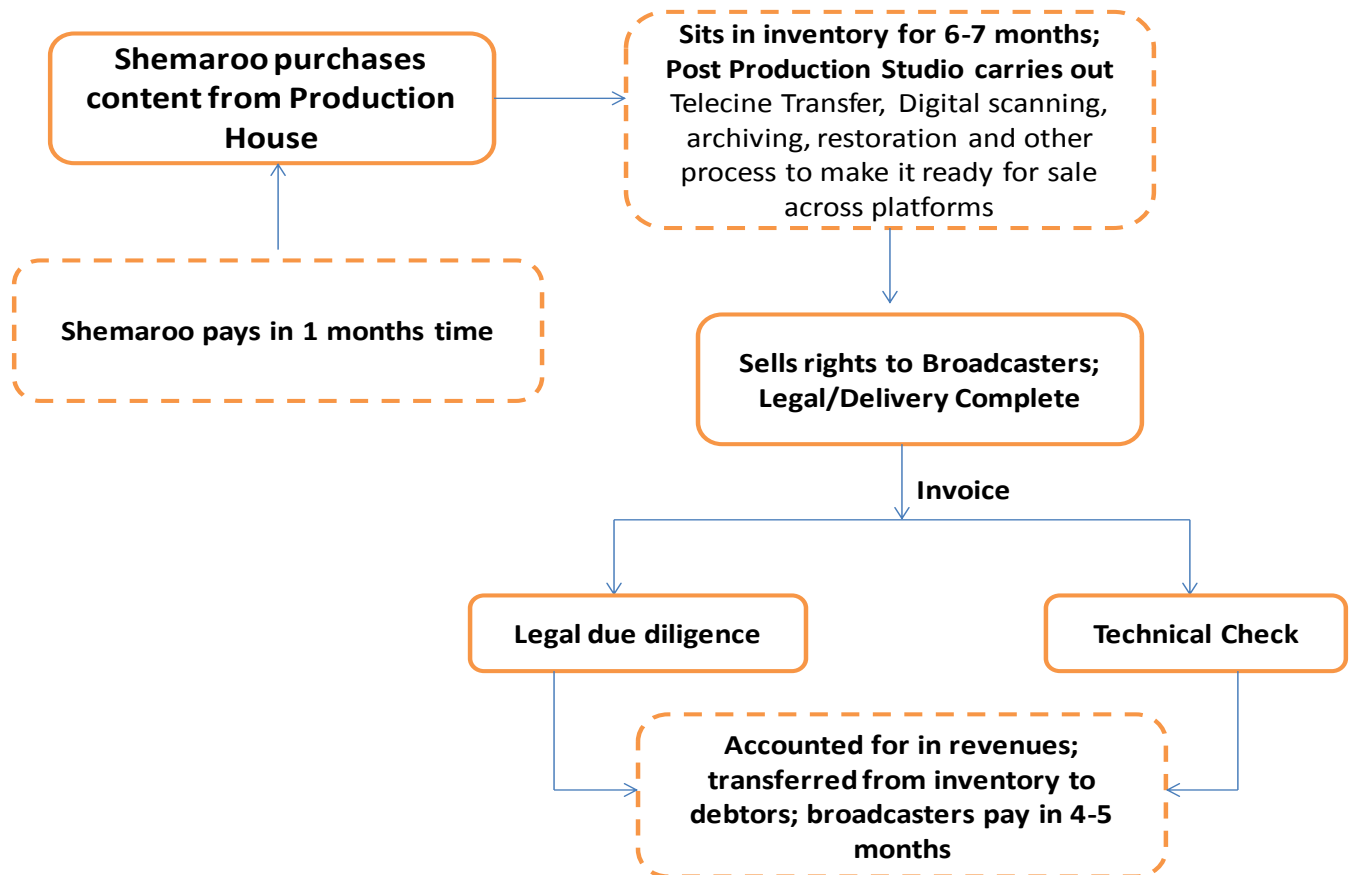 Shemaroo purchases
content from Production
House
Sits in inventory for 6-7 months;
Post Production Studio carries out
Telecine Transfer, Digital scanning,
archiving, restoration and other
process to make it ready for sale
across platforms
Shemaroo pays in 1 months time
Sells rights to Broadcasters;
Legal/Delivery Complete
Invoice
Legal due diligence
Technical Check
Accounted for in revenues;
transferred from inventory to
debtors; broadcasters pay in 4-5
months